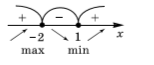 + − +
−2 1 x
max min